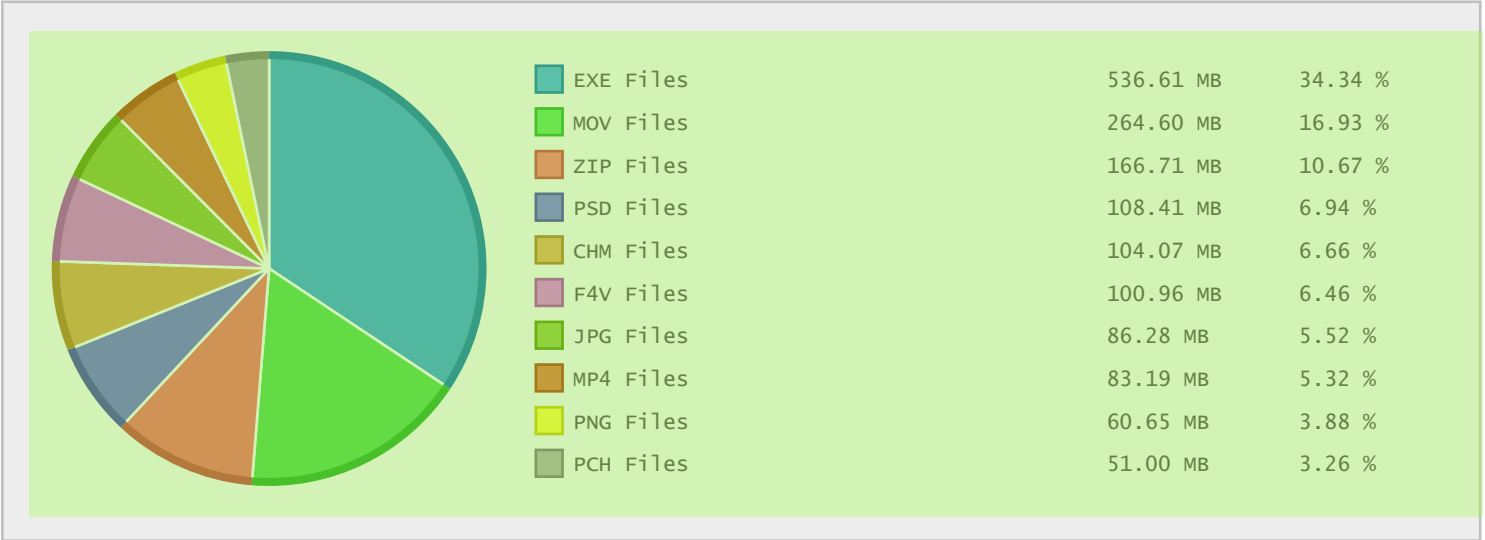 EXE Files 536.61 MB 34.34 %
MOV Files 264.60 MB 16.93 %
ZIP Files 166.71 MB 10.67 %
PSD Files 108.41 MB 6.94 %
CHM Files 104.07 MB 6.66 %
F4V Files 100.96 MB 6.46 %
JPG Files 86.28 MB 5.52 %
MP4 Files 83.19 MB 5.32 %
PNG Files 60.65 MB 3.88 %
PCH Files 51.00 MB 3.26 %